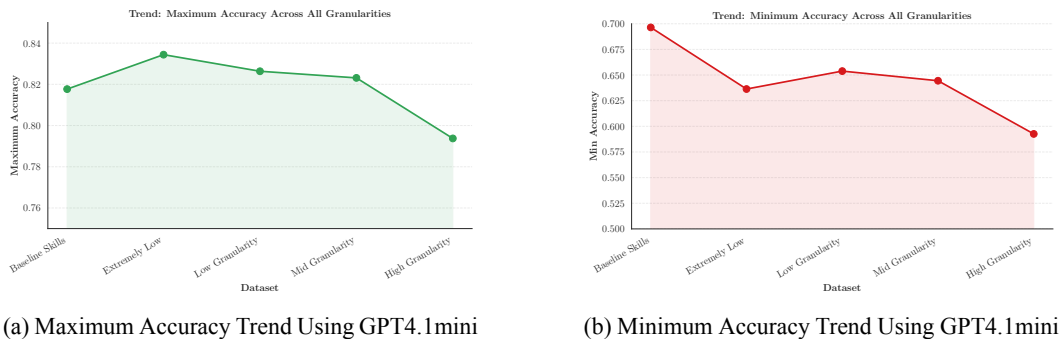 Trend: Maximum Accuracy Across All Granularities
0.84
0.82
0.80
0.78
0.76
Maximum Accuracy
Baseline Skills
Extremely Low
Low Granularity
Mid Granularity
High Granularity
Dataset
(a) Maximum Accuracy Trend Using GPT4.1mini
Trend: Minimum Accuracy Across All Granularities
0.700
0.675
0.650
0.625
0.600
0.575
0.550
0.525
0.500
Min Accuracy
Baseline Skills
Extremely Low
Low Granularity
Mid Granularity
High Granularity
Dataset
(b) Minimum Accuracy Trend Using GPT4.1mini